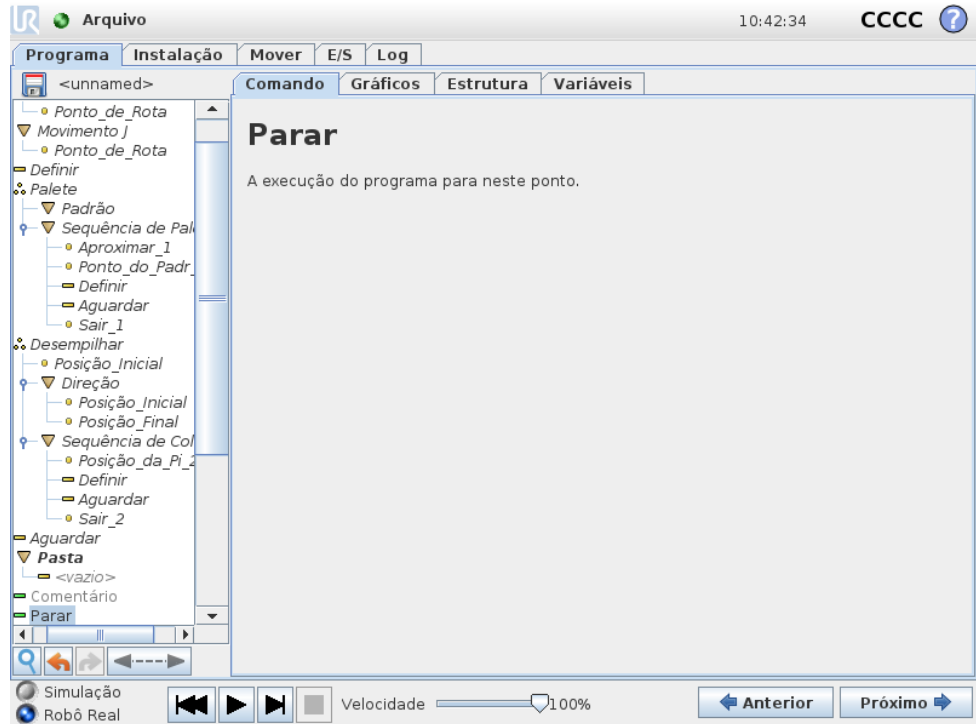 UR Arquivo 10:42:34 CCCC ?
Programa Instalação Mover E/S Log
<unnamed>
Comando Gráficos Estrutura Variáveis
Ponto_de_Rota
Movimento J
Ponto_de_Rota
Definir
Palete
Padrão
Sequência de Pal
Aproximar_1
Ponto_do_Padr_
Definir
Aguardar
Sair_1
Desempilhar
Posição_Inicial
Direção
Posição_Inicial
Posição_Final
Sequência de Col
Posição_da_Pi_2
Definir
Aguardar
Sair_2
Aguardar
Pasta
<vazio>
Comentário
Parar
Parar
A execução do programa para neste ponto.
Simulação
Robô Real
Velocidade 100%
Anterior Próximo